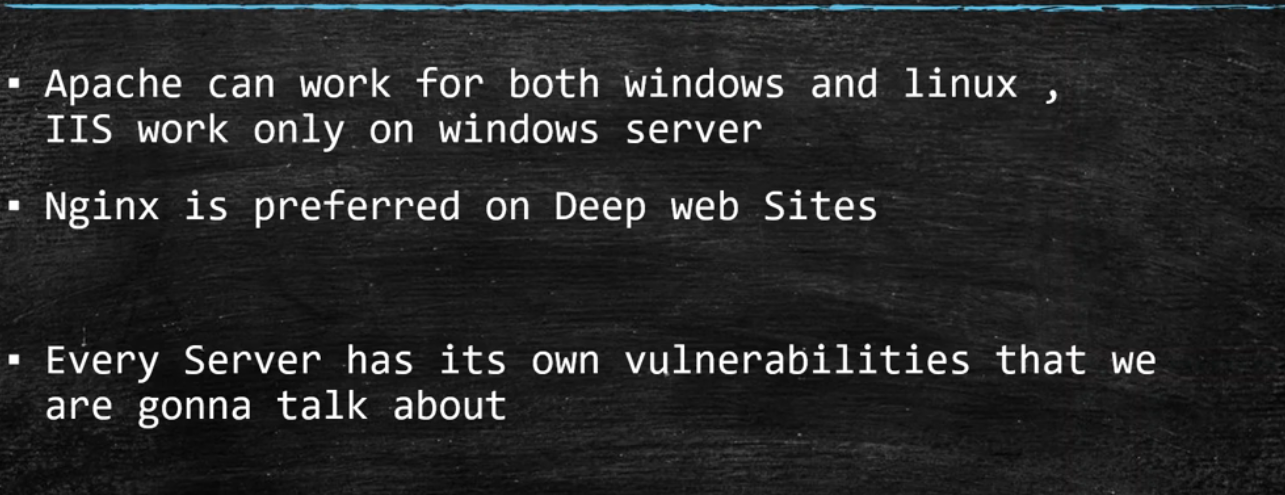 ▪ Apache can work for both windows and linux ,
IIS work only on windows server
▪ Nginx is preferred on Deep web Sites
▪ Every Server has its own vulnerabilities that we
are gonna talk about